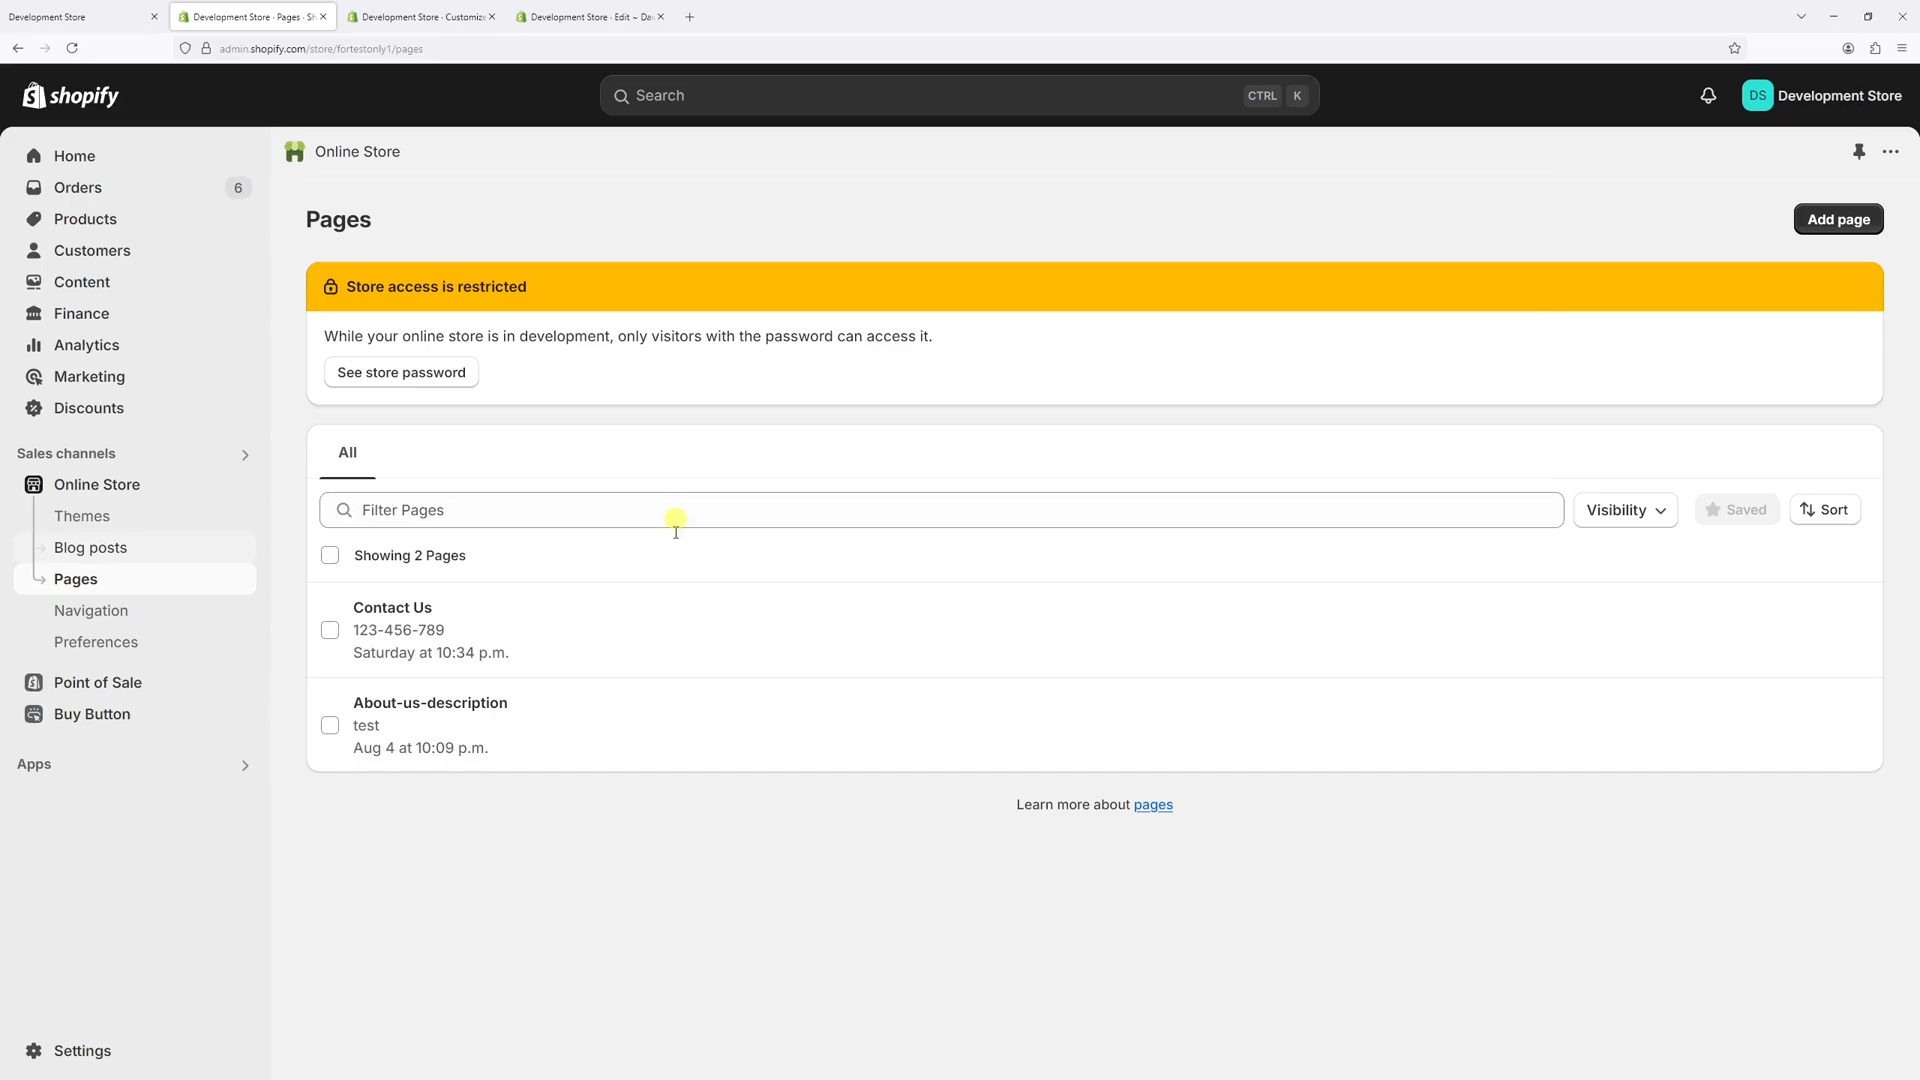 Development Store
Development Store · Pages · Sh
Development Store · Customize
Development Store · Edit ~ Da
admin.shopify.com/store/fortestonly1/pages
shopify
Search
CTRL K
DS Development Store
Home
Orders 6
Products
Customers
Content
Finance
Analytics
Marketing
Discounts
Sales channels
Online Store
Themes
Blog posts
Pages
Navigation
Preferences
Point of Sale
Buy Button
Apps
Settings
Online Store
Pages
Add page
Store access is restricted
While your online store is in development, only visitors with the password can access it.
See store password
All
Filter Pages
Visibility
Saved
Sort
Showing 2 Pages
Contact Us
123-456-789
Saturday at 10:34 p.m.
About-us-description
test
Aug 4 at 10:09 p.m.
Learn more about pages